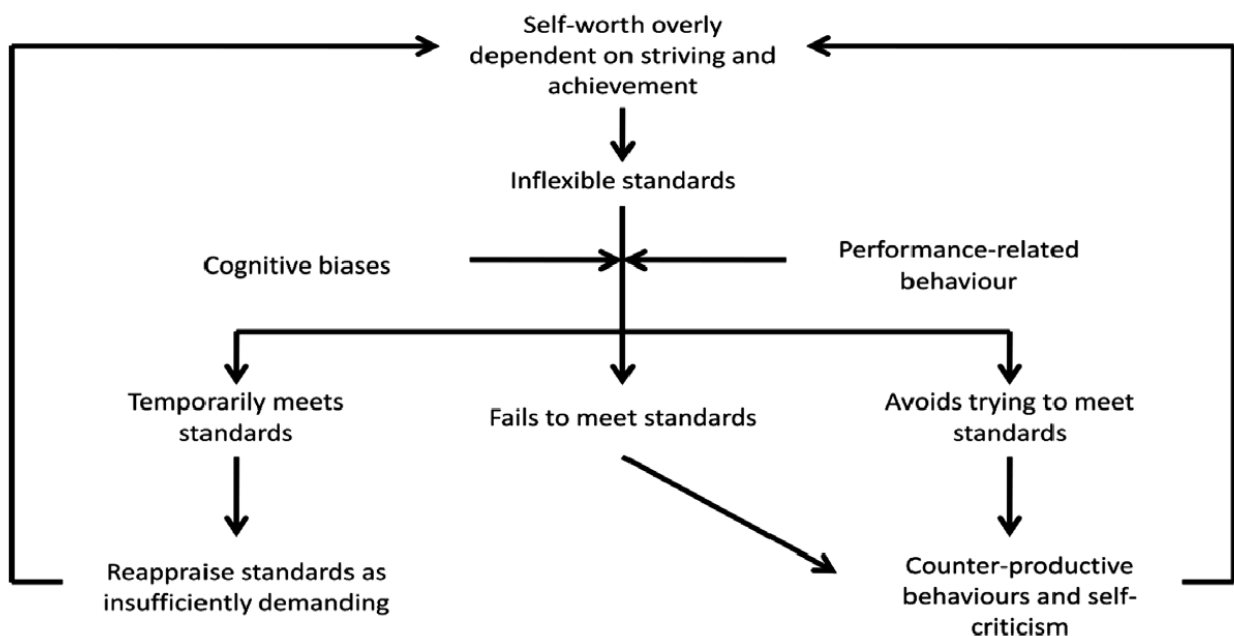 Self-worth overly
dependent on striving and
achievement
Inflexible standards
Cognitive biases
Performance-related
behaviour
Temporarily meets
standards
Fails to meet standards
Avoids trying to meet
standards
Reappraise standards as
insufficiently demanding
Counter-productive
behaviours and self-
criticism